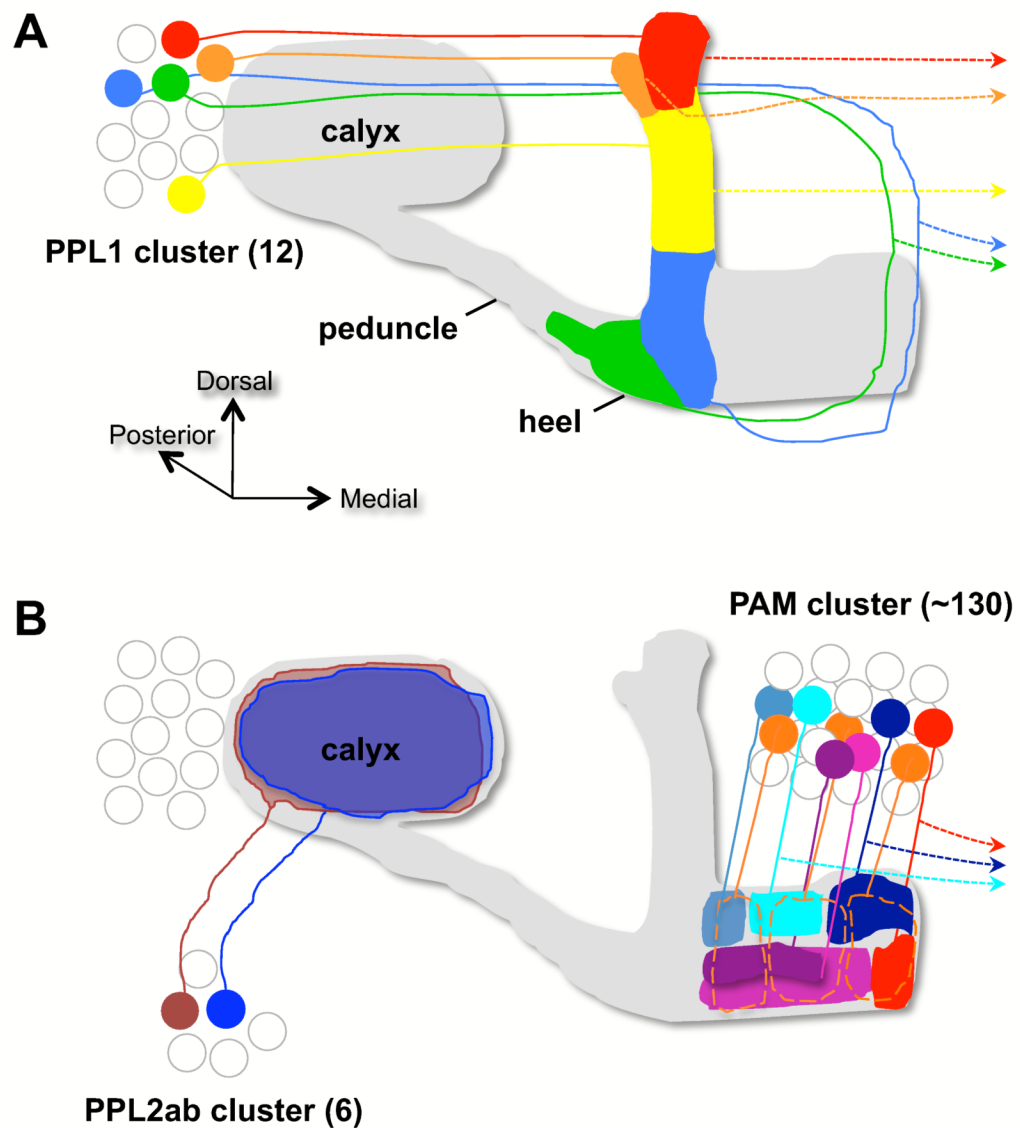 A
calyx
PPL1 cluster (12)
peduncle
heel
Dorsal
Posterior
Medial
B
PAM cluster (~130)
calyx
PPL2ab cluster (6)